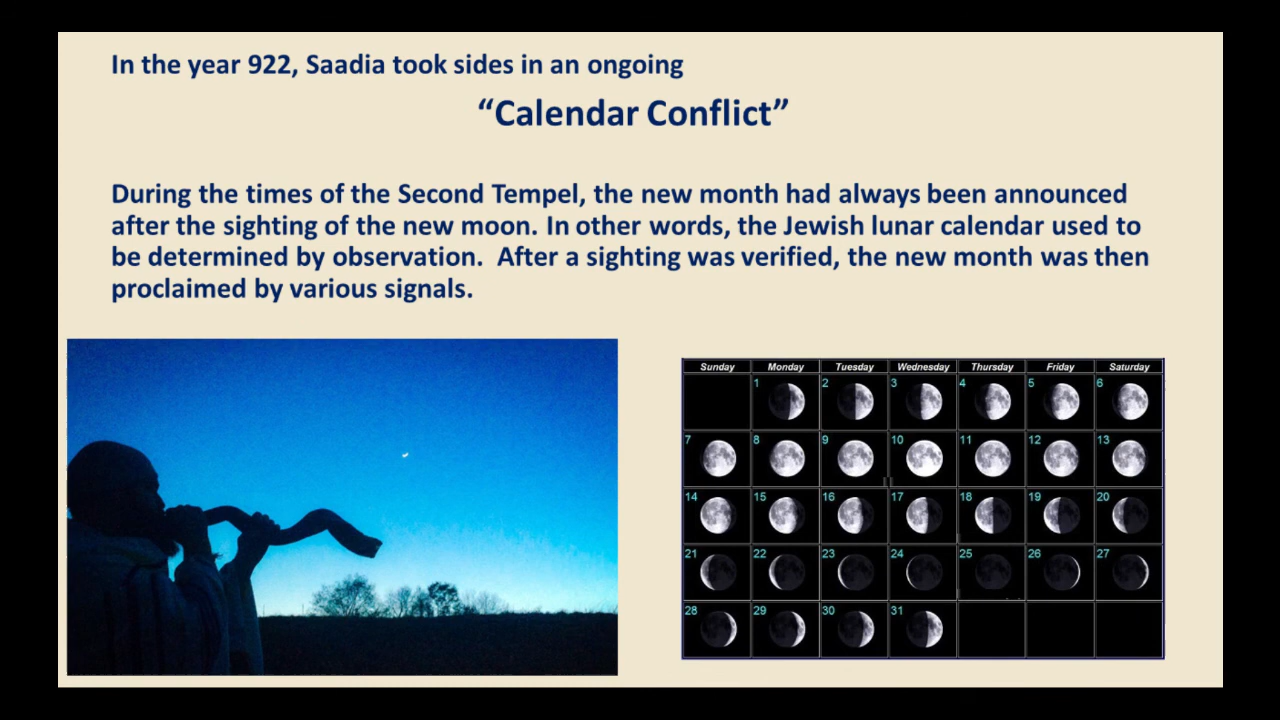 In the year 922, Saadia took sides in an ongoing
“Calendar Conflict”
During the times of the Second Tempel, the new month had always been announced
after the sighting of the new moon. In other words, the Jewish lunar calendar used to
be determined by observation.  After a sighting was verified, the new month was then
proclaimed by various signals.
Sunday Monday Tuesday Wednesday Thursday Friday Saturday
1 2 3 4 5 6
7 8 9 10 11 12 13
14 15 16 17 18 19 20
21 22 23 24 25 26 27
28 29 30 31